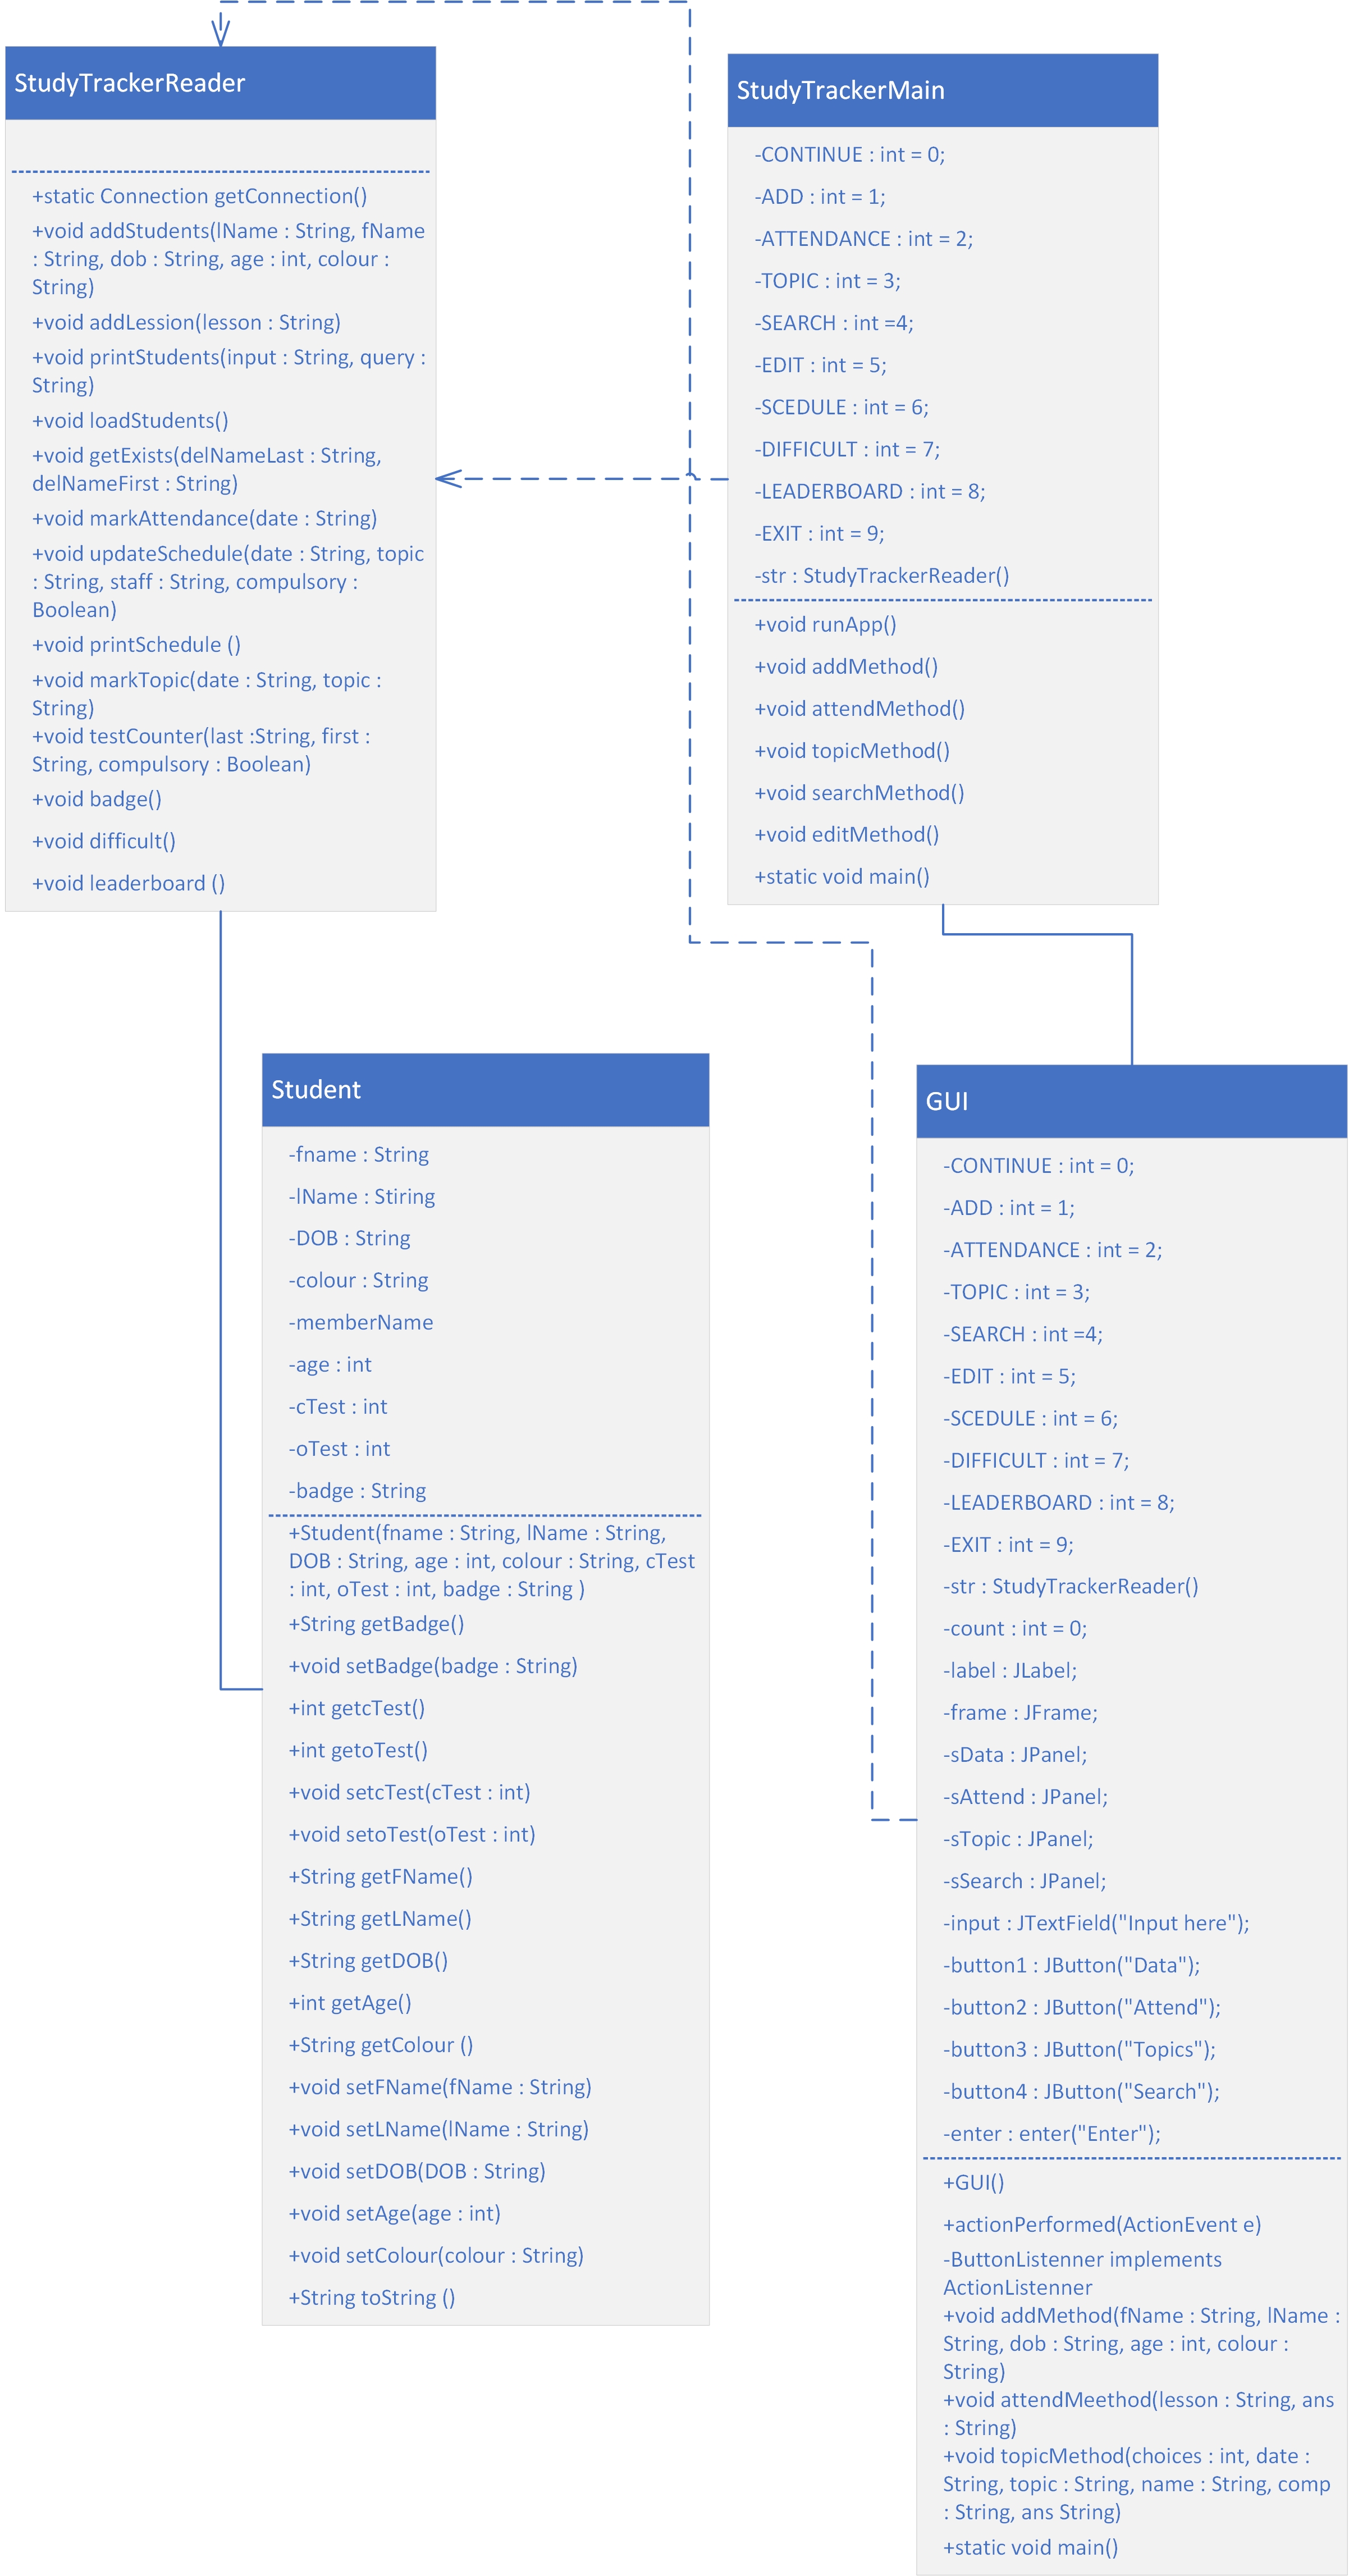 StudyTrackerReader
+static Connection getConnection()
+void addStudents(lName : String, fName
: String, dob : String, age : int, colour :
String)
+void addLession(lesson : String)
+void printStudents(input : String, query :
String)
+void loadStudents()
+void getExists(delNameLast : String,
delNameFirst : String)
+void markAttendance(date : String)
+void updateSchedule(date : String, topic
: String, staff : String, compulsory :
Boolean)
+void printSchedule ()
+void markTopic(date : String, topic :
String)
+void testCounter(last :String, first :
String, compulsory : Boolean)
+void badge()
+void difficult()
+void leaderboard ()
StudyTrackerMain
-CONTINUE : int = 0;
-ADD : int = 1;
-ATTENDANCE : int = 2;
-TOPIC : int = 3;
-SEARCH : int =4;
-EDIT : int = 5;
-SCEDULE : int = 6;
-DIFFICULT : int = 7;
-LEADERBOARD : int = 8;
-EXIT : int = 9;
-str : StudyTrackerReader()
+void runApp()
+void addMethod()
+void attendMethod()
+void topicMethod()
+void searchMethod()
+void editMethod()
+static void main()
Student
-fname : String
-lName : Stiring
-DOB : String
-colour : String
-memberName
-age : int
-cTest : int
-oTest : int
-badge : String
+Student(fname : String, lName : String,
DOB : String, age : int, colour : String, cTest
: int, oTest : int, badge : String )
+String getBadge()
+void setBadge(badge : String)
+int getcTest()
+int getoTest()
+void setcTest(cTest : int)
+void setoTest(oTest : int)
+String getFName()
+String getLName()
+String getDOB()
+int getAge()
+String getColour ()
+void setFName(fName : String)
+void setLName(lName : String)
+void setDOB(DOB : String)
+void setAge(age : int)
+void setColour(colour : String)
+String toString ()
GUI
-CONTINUE : int = 0;
-ADD : int = 1;
-ATTENDANCE : int = 2;
-TOPIC : int = 3;
-SEARCH : int =4;
-EDIT : int = 5;
-SCEDULE : int = 6;
-DIFFICULT : int = 7;
-LEADERBOARD : int = 8;
-EXIT : int = 9;
-str : StudyTrackerReader()
-count : int = 0;
-label : JLabel;
-frame : JFrame;
-sData : JPanel;
-sAttend : JPanel;
-sTopic : JPanel;
-sSearch : JPanel;
-input : JTextField("Input here");
-button1 : JButton("Data");
-button2 : JButton("Attend");
-button3 : JButton("Topics");
-button4 : JButton("Search");
-enter : enter("Enter");
+GUI()
+actionPerformed(ActionEvent e)
-ButtonListenner implements
ActionListenner
+void addMethod(fName : String, lName :
String, dob : String, age : int, colour :
String)
+void attendMeethod(lesson : String, ans
: String)
+void topicMethod(choices : int, date :
String, topic : String, name : String, comp
: String, ans String)
+static void main()